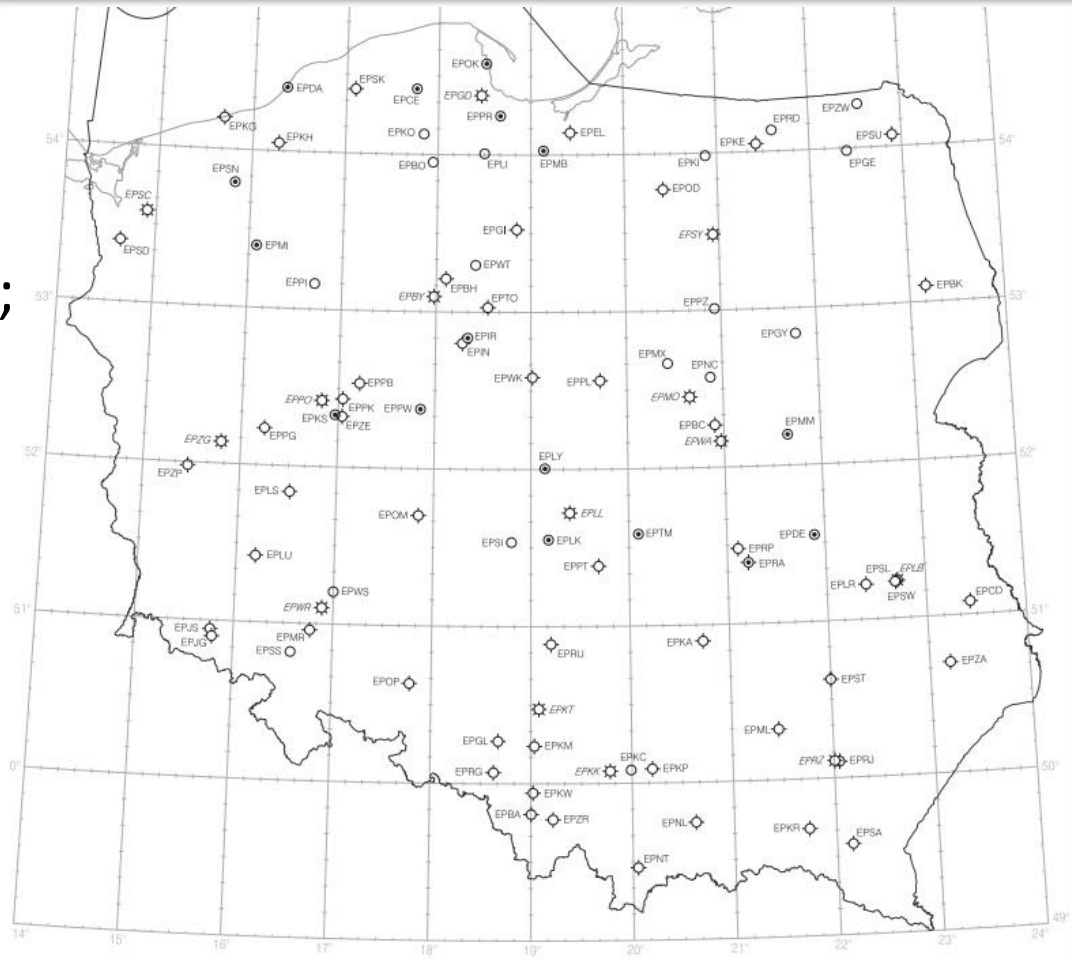 EPOK
EPSK
EPDA
EPCE
EPGD
EPZW
EPPR
EPKG
EPRD
EPKO
EPEL
EPSU
54°
EPKH
EPKE
54°
EPSN
EPBO
EPLI
EPMB
EPKI
EPGE
EPSC
EPOD
EPGI
EPSY
EPSD
EPMI
;
EPWT
EPPI
EPBH
EPBK
53°
EPBY
EPTO
EPPZ
53°
EPIR
EPGY
EPIN
EPMX
EPNC
EPPB
EPWK
EPPL
EPPO
EPPK
EPPW
EPMO
EPKS
EPZE
EPMM
EPPG
EPBC
EPZG
EPWA
52°
EPLY
52°
EPZP
EPLS
EPOM
EPLL
EPSI
EPLK
EPTM
EPDE
EPLU
EPRP
EPPT
EPRA
EPSL
EPLB
EPLR
EPWS
EPSW
EPCD
EPWR
51°
51°
EPJS
EPMR
EPJG
EPSS
EPRU
EPKA
EPZA
EPOP
EPST
EPKT
EPML
EPGL
EPKM
EPKC
EPRZ
EPRJ
0°
EPRG
EPKK
EPKP
50°
EPKW
EPBA
EPZR
EPNL
EPKR
EPSA
EPNT
49°
14°
15°
16°
17°
18°
19°
20°
21°
22°
23°
24°